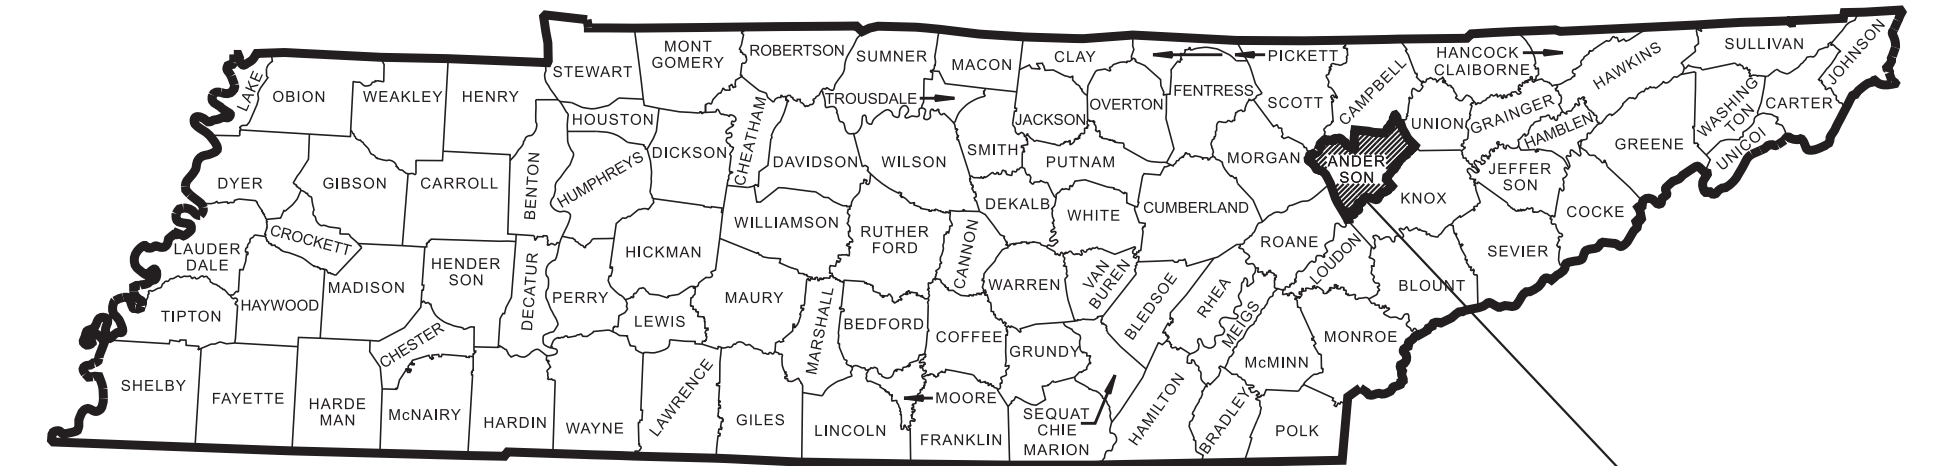 LAKE
OBION
WEAKLEY
HENRY
STEWART
MONT
GOMERY
ROBERTSON
SUMNER
MACON
CLAY
PICKETT
HANCOCK
CLAIBORNE
HAWKINS
SULLIVAN
JOHNSON
TROUSDALE
HOUSTON
CHEATHAM
JACKSON
OVERTON
FENTRESS
SCOTT
CAMPBELL
UNION
GRAINGER
HAMBLEN
WASHING
TON
CARTER
UNICOI
GREENE
DYER
GIBSON
CARROLL
BENTON
HUMPHREYS
DICKSON
DAVIDSON
WILSON
SMITH
PUTNAM
MORGAN
ANDER
SON
JEFFER
SON
KNOX
COCKE
LAUDER
DALE
CROCKETT
MADISON
HENDER
SON
DECATUR
PERRY
HICKMAN
WILLIAMSON
RUTHER
FORD
CANNON
DEKALB
WHITE
CUMBERLAND
ROANE
LOUDON
BLOUNT
SEVIER
TIPTON
HAYWOOD
CHESTER
LEWIS
MAURY
MARSHALL
BEDFORD
COFFEE
WARREN
VAN
BUREN
BLEDSOE
RHEA
MEIGS
MONROE
McMINN
GRUNDY
SHELBY
FAYETTE
HARDE
MAN
McNAIRY
HARDIN
WAYNE
LAWRENCE
GILES
LINCOLN
MOORE
FRANKLIN
SEQUAT
CHIE
MARION
HAMILTON
BRADLEY
POLK